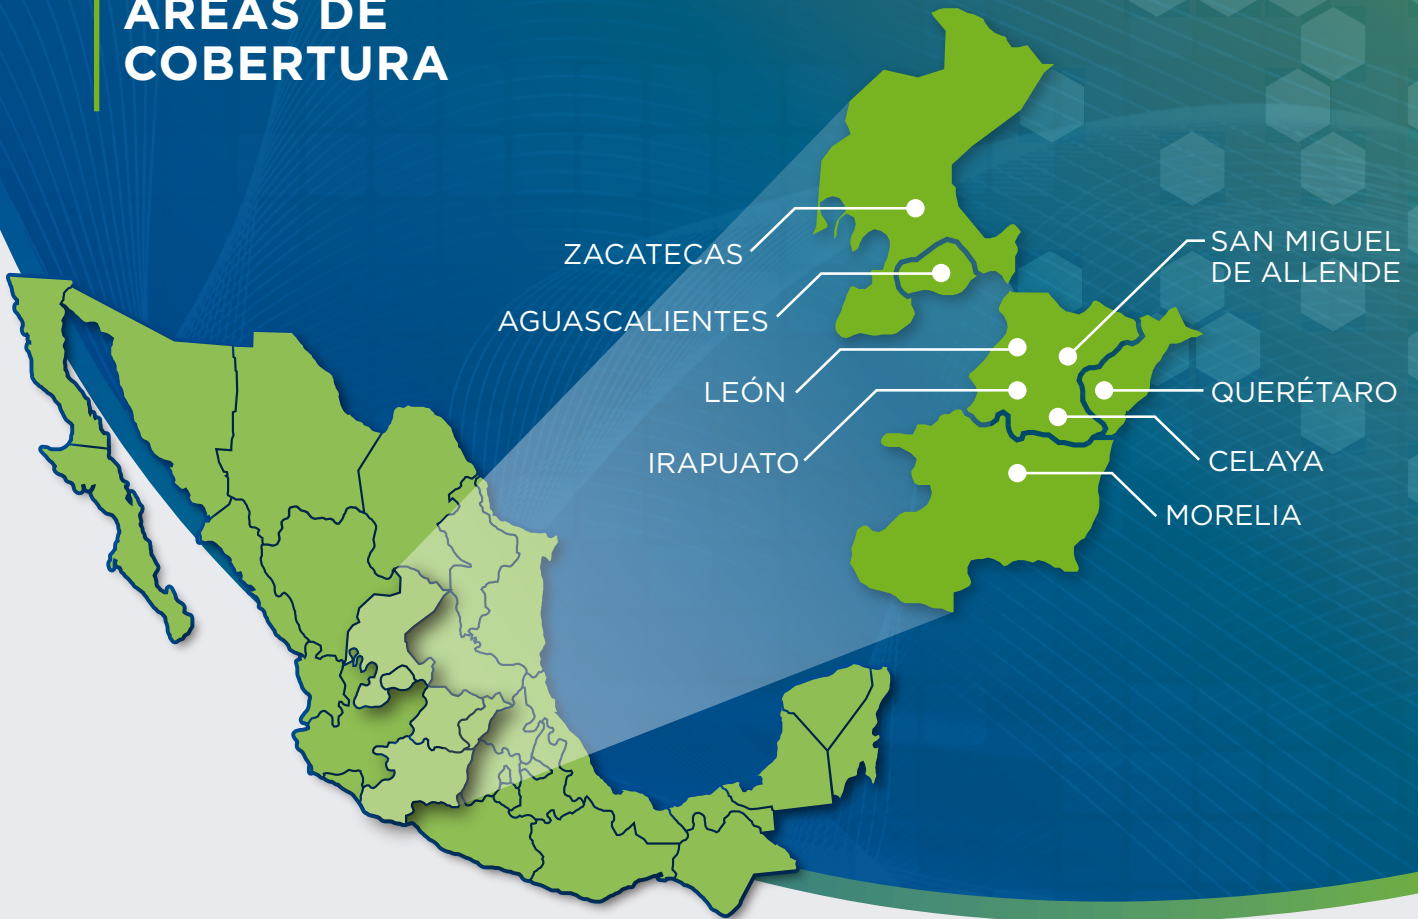 ÁREAS DE
COBERTURA
ZACATECAS
AGUASCALIENTES
LEÓN
IRAPUATO
SAN MIGUEL
DE ALLENDE
QUERÉTARO
CELAYA
MORELIA